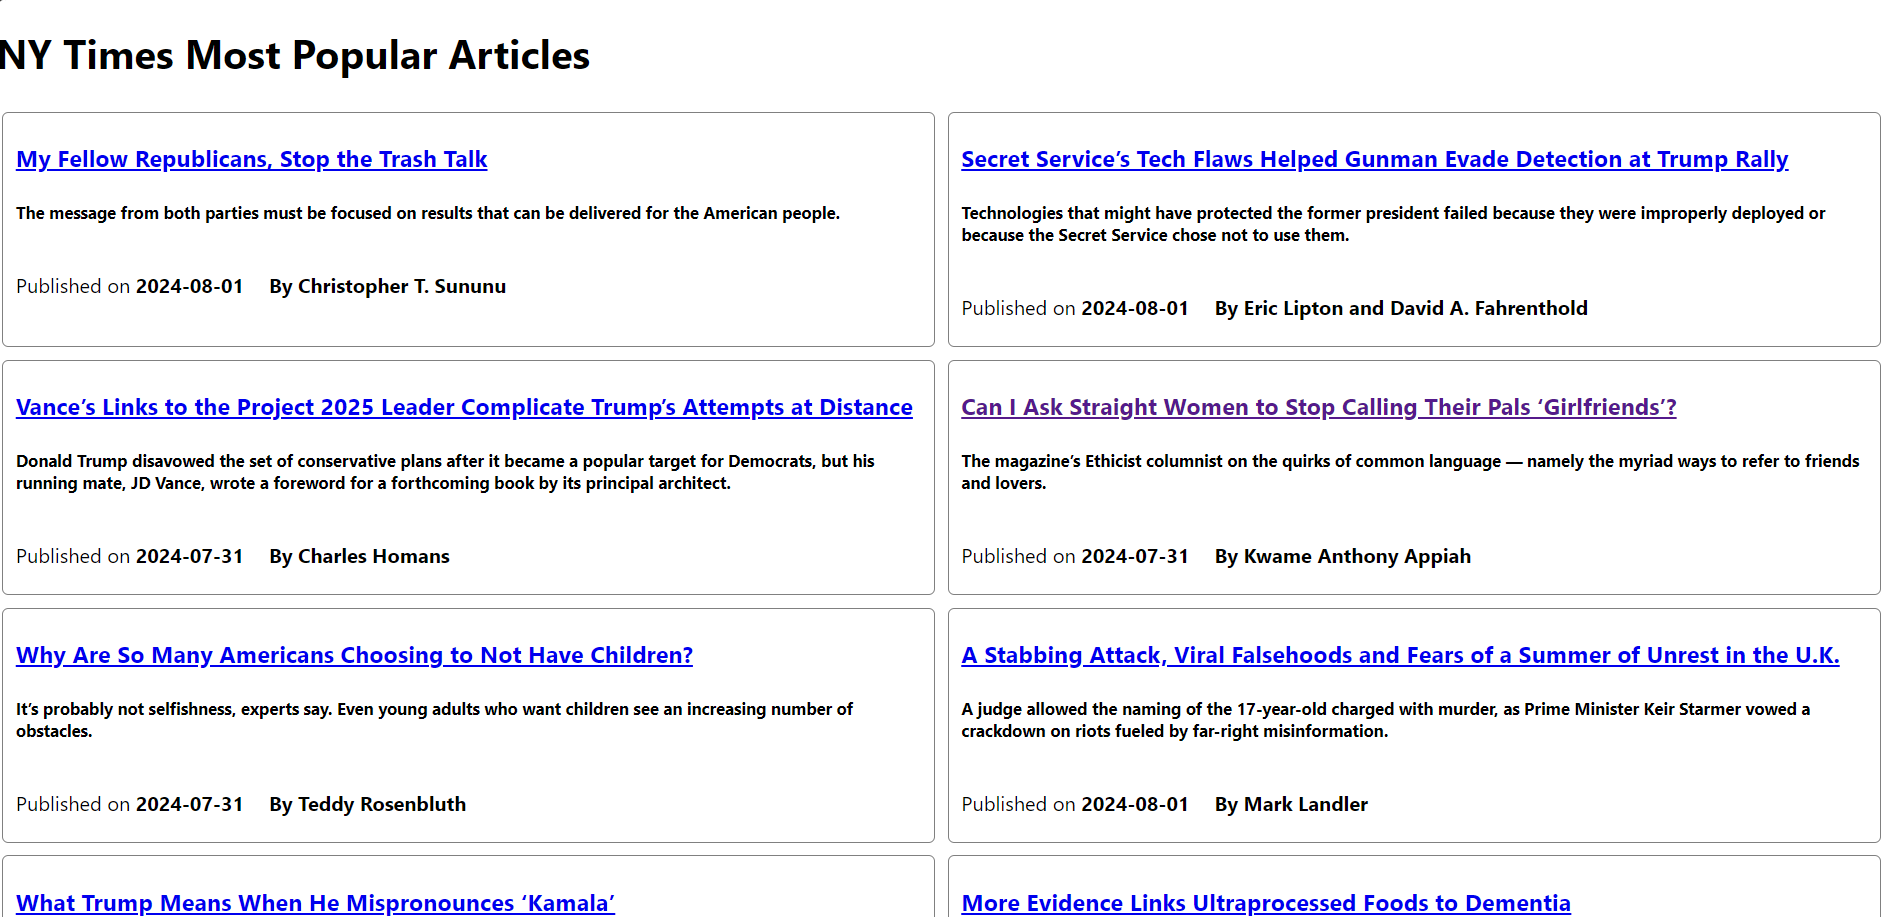 NY Times Most Popular Articles
My Fellow Republicans, Stop the Trash Talk
The message from both parties must be focused on results that can be delivered for the American people.
Published on 2024-08-01 By Christopher T. Sununu
Secret Service’s Tech Flaws Helped Gunman Evade Detection at Trump Rally
Technologies that might have protected the former president failed because they were improperly deployed or
because the Secret Service chose not to use them.
Published on 2024-08-01 By Eric Lipton and David A. Fahrenthold
Vance’s Links to the Project 2025 Leader Complicate Trump’s Attempts at Distance
Donald Trump disavowed the set of conservative plans after it became a popular target for Democrats, but his
running mate, JD Vance, wrote a foreword for a forthcoming book by its principal architect.
Published on 2024-07-31 By Charles Homans
Can I Ask Straight Women to Stop Calling Their Pals ‘Girlfriends’?
The magazine’s Ethicist columnist on the quirks of common language — namely the myriad ways to refer to friends
and lovers.
Published on 2024-07-31 By Kwame Anthony Appiah
Why Are So Many Americans Choosing to Not Have Children?
It’s probably not selfishness, experts say. Even young adults who want children see an increasing number of
obstacles.
Published on 2024-07-31 By Teddy Rosenbluth
A Stabbing Attack, Viral Falsehoods and Fears of a Summer of Unrest in the U.K.
A judge allowed the naming of the 17-year-old charged with murder, as Prime Minister Keir Starmer vowed a
crackdown on riots fueled by far-right misinformation.
Published on 2024-08-01 By Mark Landler
What Trump Means When He Mispronounces ‘Kamala’
More Evidence Links Ultraprocessed Foods to Dementia